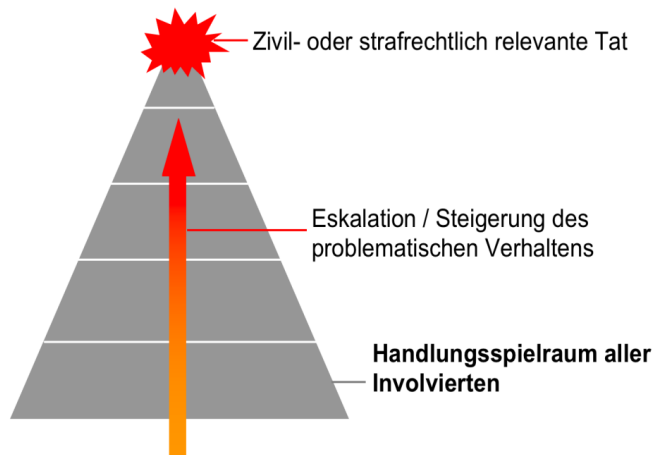 Zivil- oder strafrechtlich relevante Tat
Eskalation / Steigerung des
problematischen Verhaltens
Handlungsspielraum aller
Involvierten